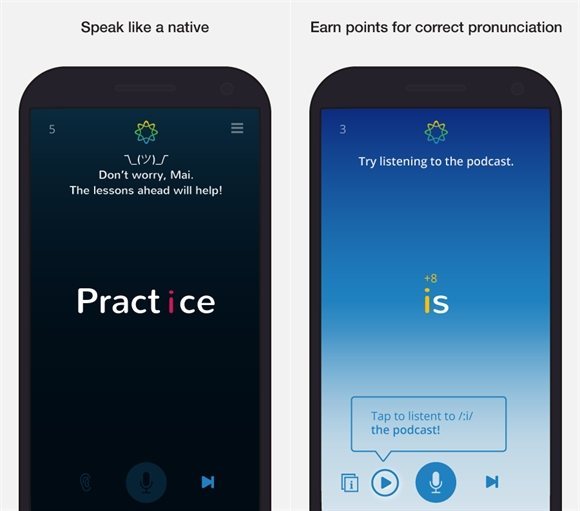 Speak like a native
5
¯\_(ツ)_/¯
Don't worry, Mai.
The lessons ahead will help!
Practice
Earn points for correct pronunciation
3
Try listening to the podcast.
+8
is
Tap to listent to /:i/
the podcast!
i